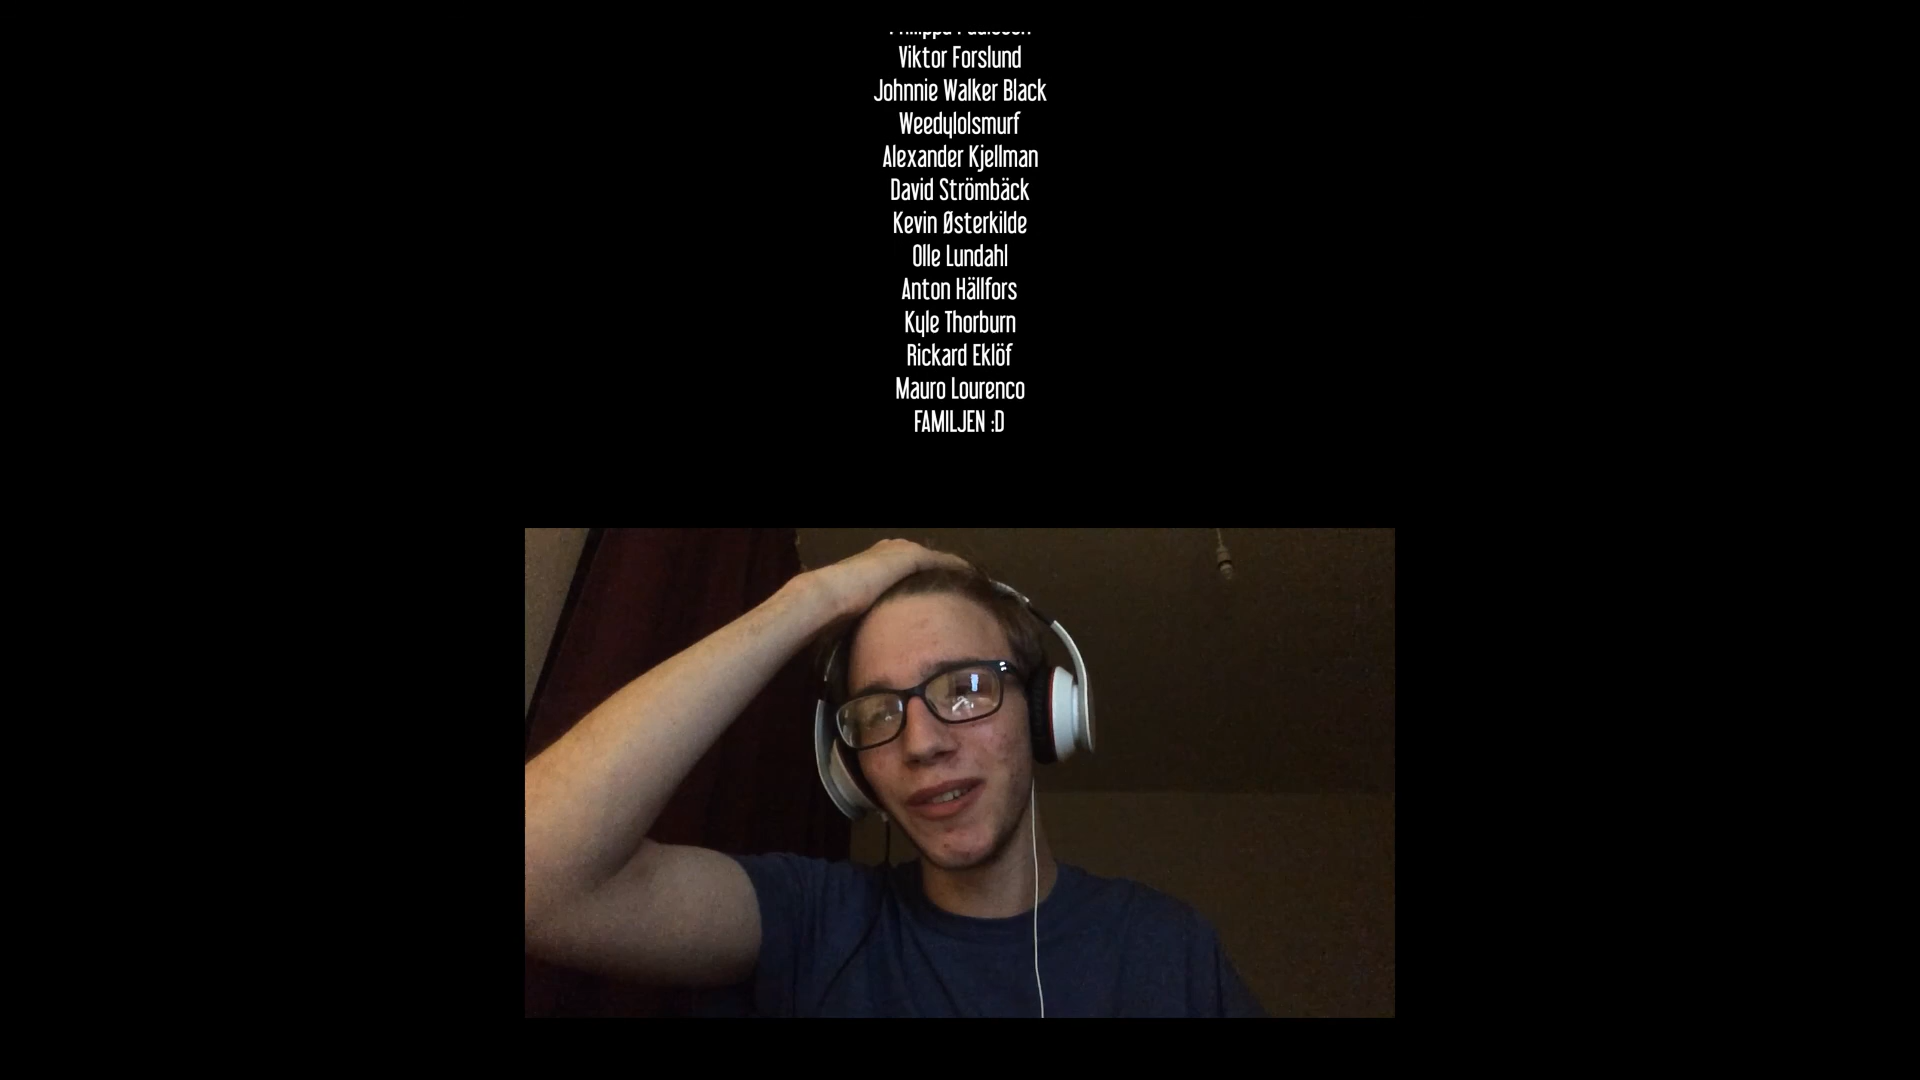 Viktor Forslund
Johnnie Walker Black
Weedylolsmurf
Alexander Kjellman
David Strömbäck
Kevin Østerkilde
Olle Lundahl
Anton Hällfors
Kyle Thorburn
Rickard Eklöf
Mauro Lourenco
FAMILJEN :D